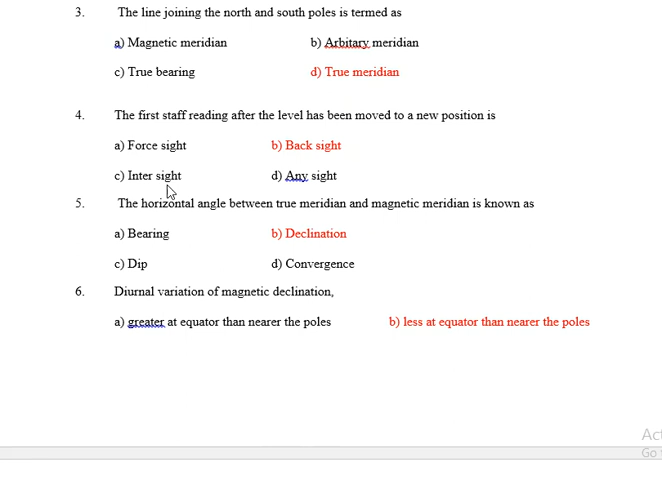 3. The line joining the north and south poles is termed as
a) Magnetic meridian b) Arbitary meridian
c) True bearing d) True meridian
4. The first staff reading after the level has been moved to a new position is
a) Force sight b) Back sight
c) Inter sight d) Any sight
5. The horizontal angle between true meridian and magnetic meridian is known as
a) Bearing b) Declination
c) Dip d) Convergence
6. Diurnal variation of magnetic declination,
a) greater at equator than nearer the poles b) less at equator than nearer the poles
Act
Go